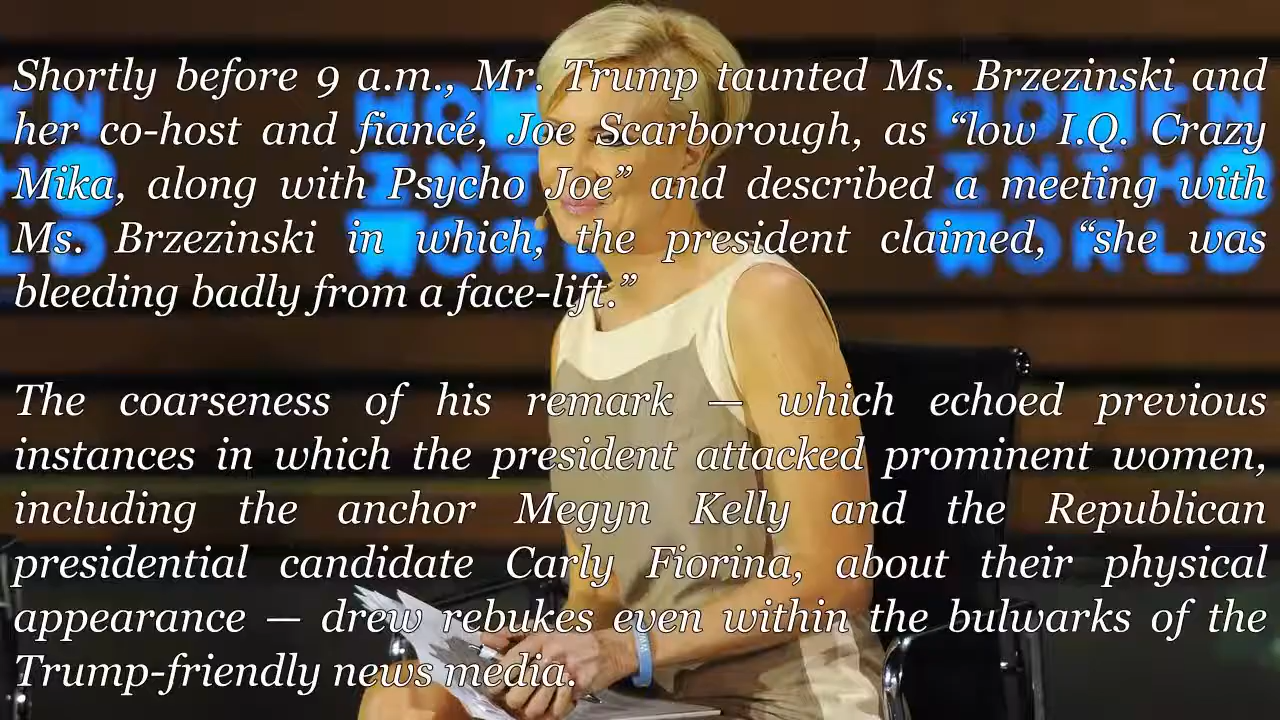 Shortly before 9 a.m., Mr. Trump taunted Ms. Brzezinski and
her co-host and fiancé, Joe Scarborough, as “low I.Q. Crazy
Mika, along with Psycho Joe” and described a meeting with
Ms. Brzezinski in which, the president claimed, “she was
bleeding badly from a face-lift.”
The coarseness of his remark — which echoed previous
instances in which the president attacked prominent women,
including the anchor Megyn Kelly and the Republican
presidential candidate Carly Fiorina, about their physical
appearance — drew rebukes even within the bulwarks of the
Trump-friendly news media.
WOMEN
IN THE
WORLD